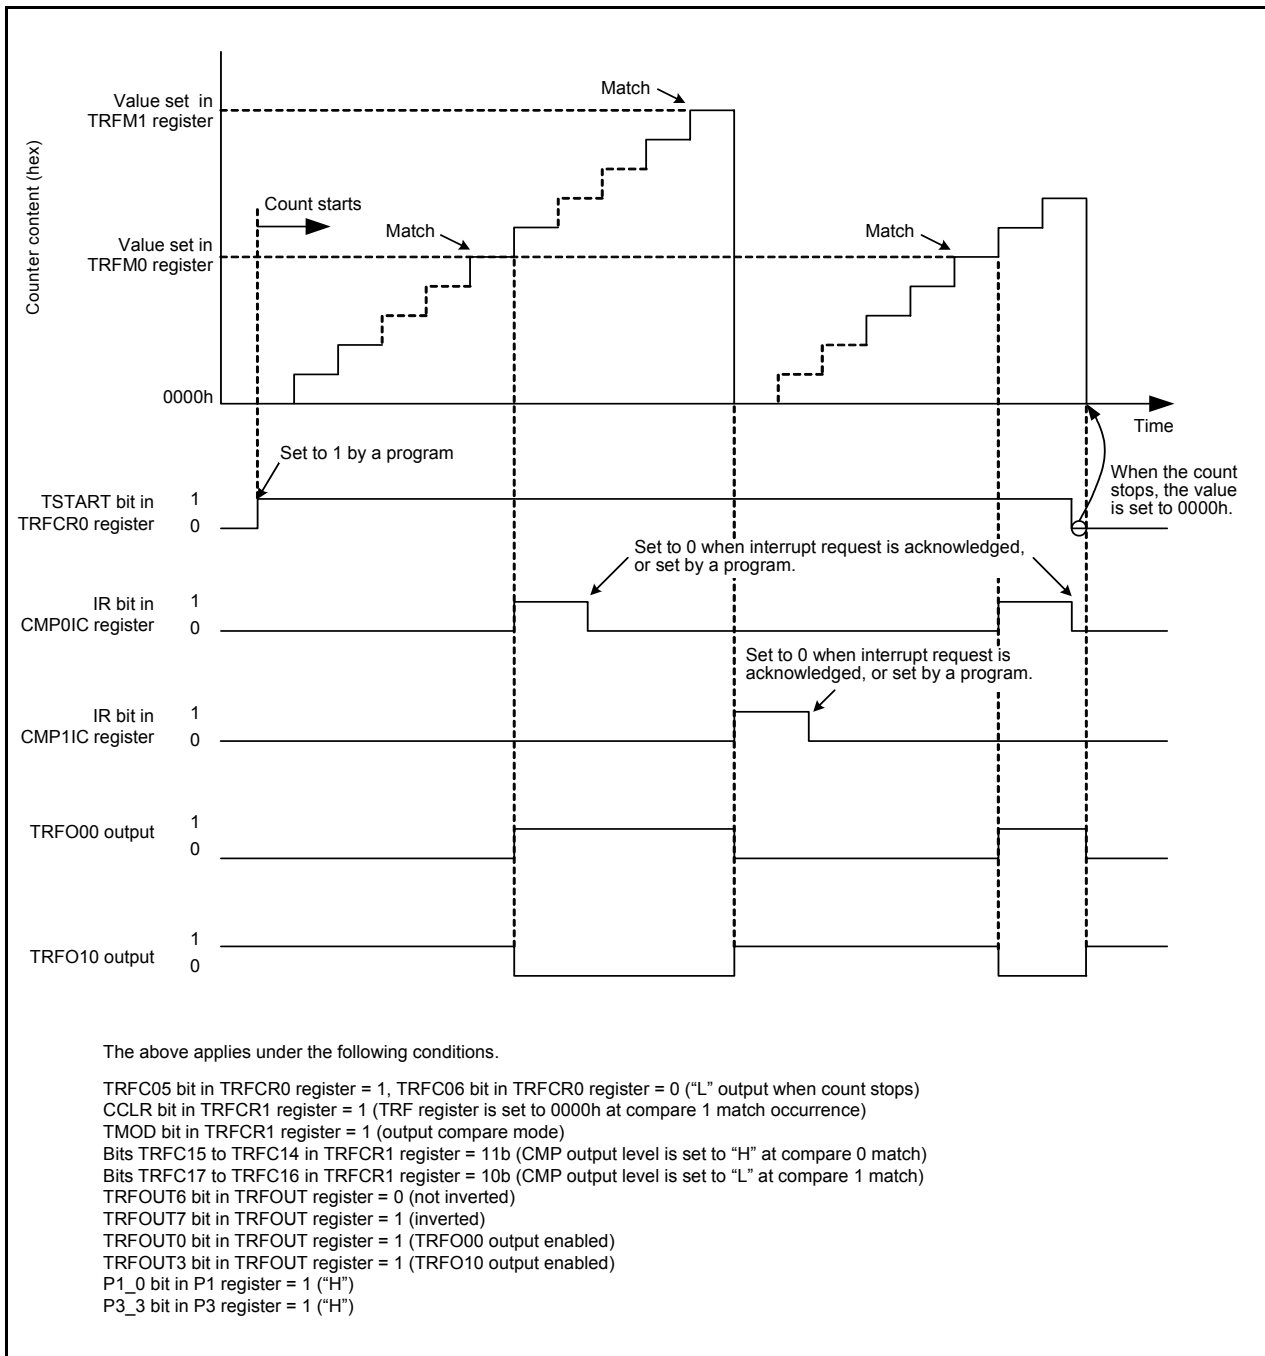 Counter content (hex)
Value set in
TRFM1 register
Match
Count starts
Value set in
TRFM0 register
Match
Match
0000h
Time
Set to 1 by a program
When the count
stops, the value
is set to 0000h.
TSTART bit in
TRFCR0 register
1
0
Set to 0 when interrupt request is acknowledged,
or set by a program.
IR bit in
CMP0IC register
1
0
Set to 0 when interrupt request is
acknowledged, or set by a program.
IR bit in
CMP1IC register
1
0
TRFO00 output
1
0
TRFO10 output
1
0
The above applies under the following conditions.
TRFC05 bit in TRFCR0 register = 1, TRFC06 bit in TRFCR0 register = 0 (“L” output when count stops)
CCLR bit in TRFCR1 register = 1 (TRF register is set to 0000h at compare 1 match occurrence)
TMOD bit in TRFCR1 register = 1 (output compare mode)
Bits TRFC15 to TRFC14 in TRFCR1 register = 11b (CMP output level is set to “H” at compare 0 match)
Bits TRFC17 to TRFC16 in TRFCR1 register = 10b (CMP output level is set to “L” at compare 1 match)
TRFOUT6 bit in TRFOUT register = 0 (not inverted)
TRFOUT7 bit in TRFOUT register = 1 (inverted)
TRFOUT0 bit in TRFOUT register = 1 (TRFO00 output enabled)
TRFOUT3 bit in TRFOUT register = 1 (TRFO10 output enabled)
P1_0 bit in P1 register = 1 (“H”)
P3_3 bit in P3 register = 1 (“H”)